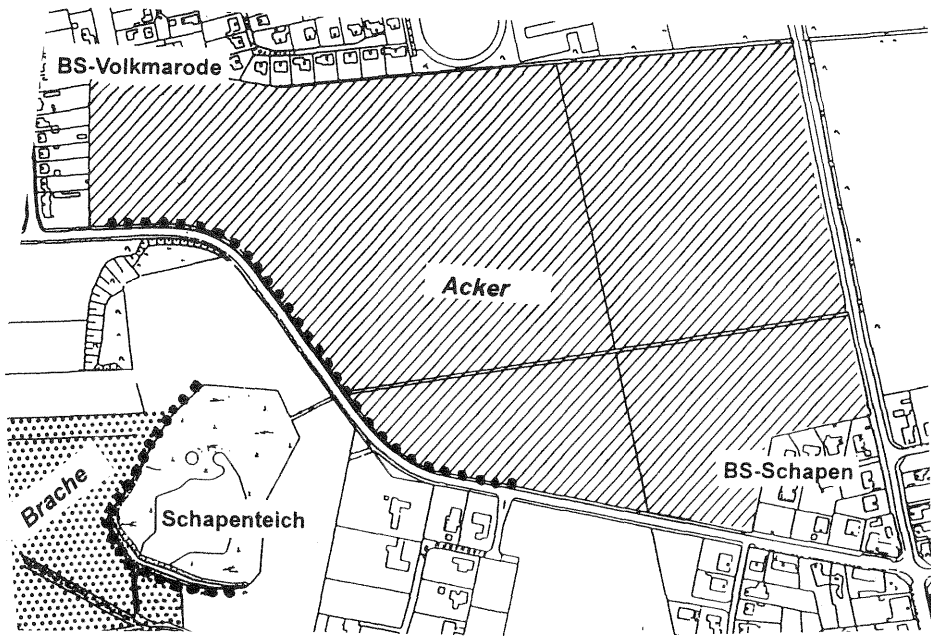 BS-Volkmarode
Acker
BS-Schapen
Brache
Schapenteich